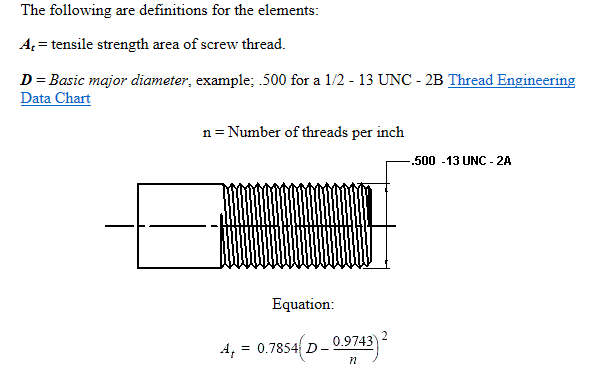 The following are definitions for the elements:
Aₜ = tensile strength area of screw thread.
D = Basic major diameter, example; .500 for a 1/2 - 13 UNC - 2B Thread Engineering
Data Chart
n = Number of threads per inch
.500 -13 UNC - 2A
Equation:
Aₜ = 0.7854(D - 0.9743/n)²